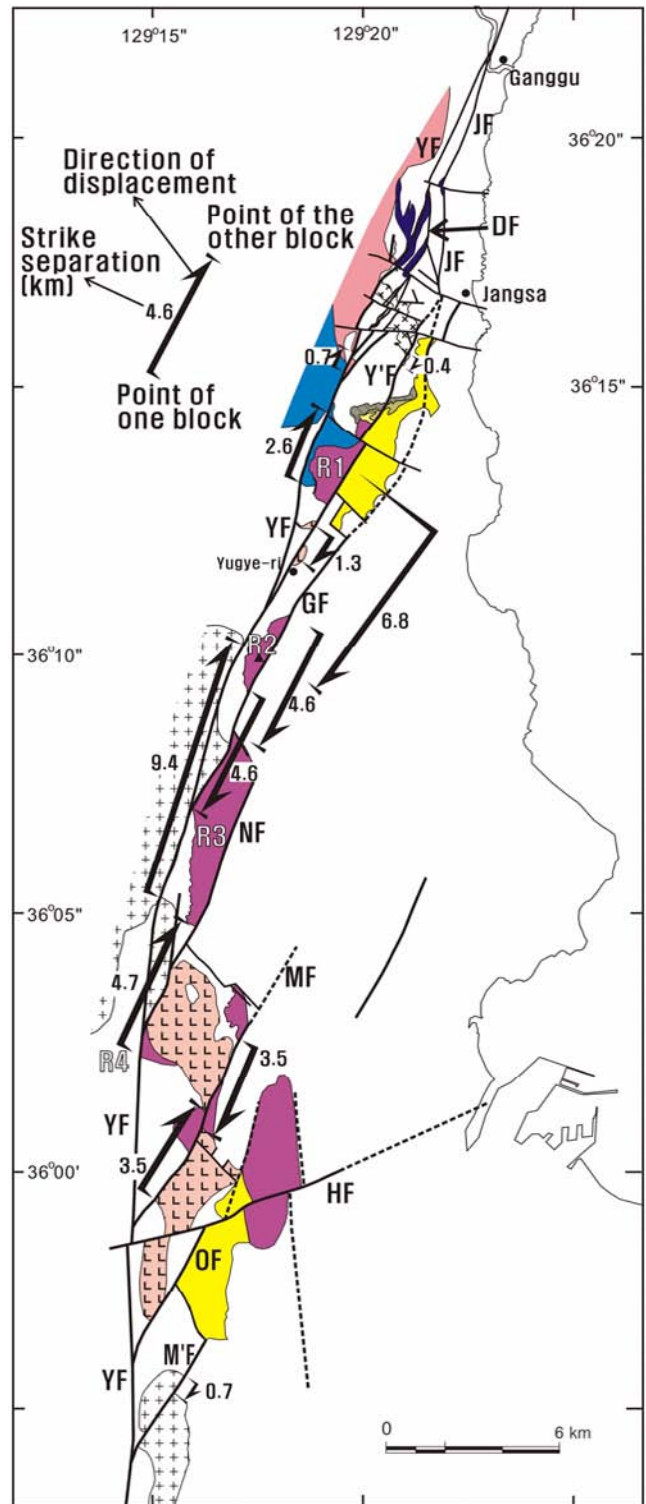 129°15"
129°20"
Ganggu
36°20"
YF
JF
Direction of
displacement
Point of the
other block
Strike
separation
(km)
4.6
Point of
one block
DF
JF
Jangsa
0.7
Y'F
0.4
36°15"
2.6
R1
YF
1.3
Yugye-ri
GF
6.8
36°10"
R2
4.6
9.4
4.6
R3
NF
36°05"
4.7
MF
R4
3.5
YF
3.5
36°00'
HF
OF
M'F
YF
0.7
0
6 km